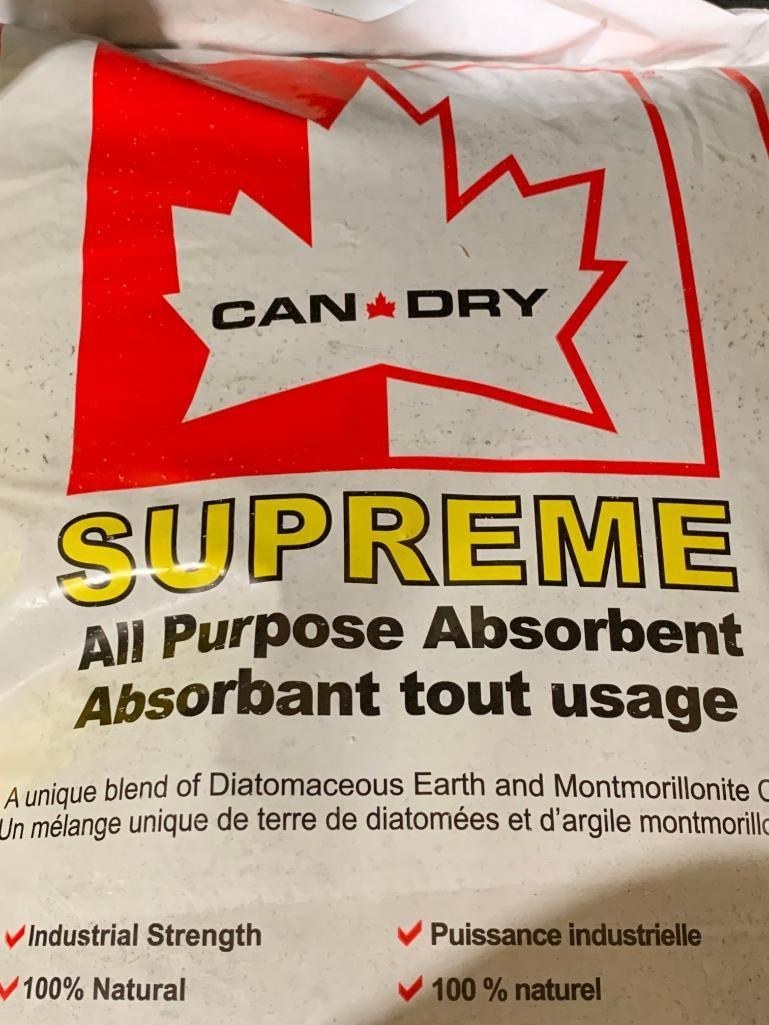 CAN DRY
SUPREME
All Purpose Absorbent
Absorbant tout usage
A unique blend of Diatomaceous Earth and Montmorillonite
Un mélange unique de terre de diatomées et d'argile
Industrial Strength
Puissance industrielle
100% Natural
100 % naturel